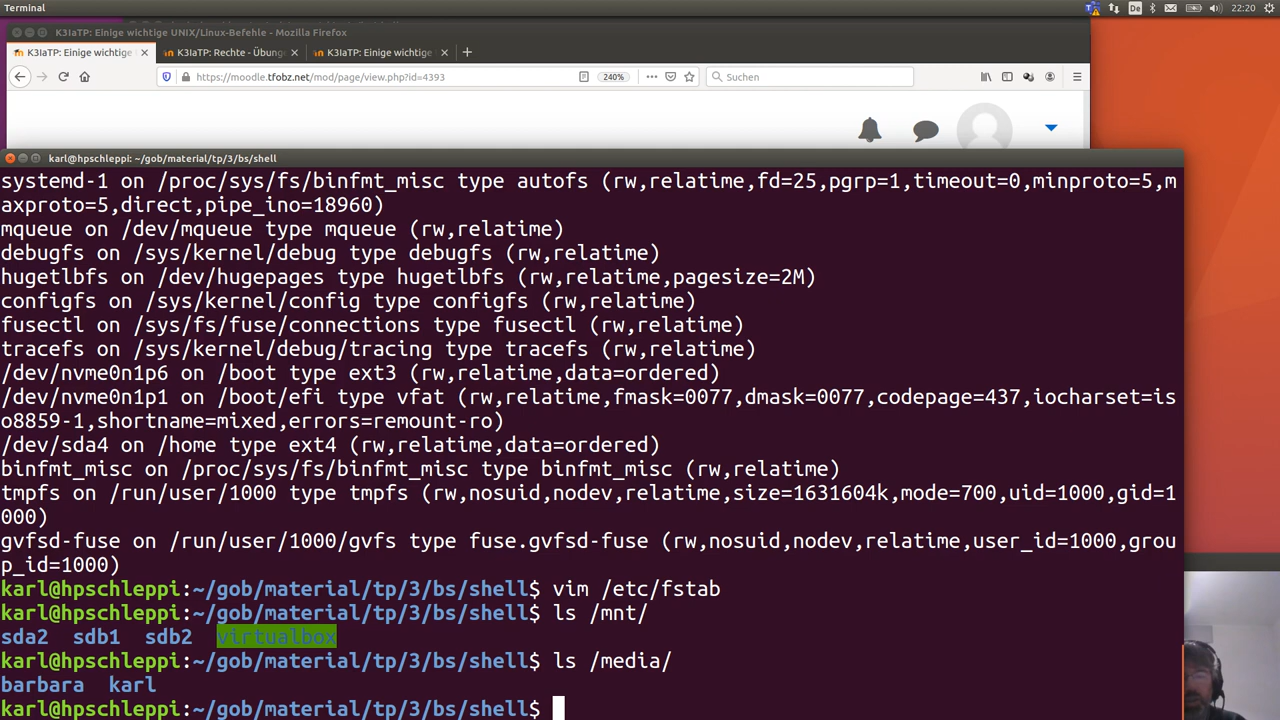 Terminal
De
22:20
K3IaTP: Einige wichtige UNIX/Linux-Befehle - Mozilla Firefox
K3IaTP: Einige wichtige
K3IaTP: Rechte - Übung
K3IaTP: Einige wichtige
https://moodle.tfobz.net/mod/page/view.php?id=4393
240%
Suchen
karl@hpschleppi: ~/gob/material/tp/3/bs/shell
systemd-1 on /proc/sys/fs/binfmt_misc type autofs (rw,relatime,fd=25,pgrp=1,timeout=0,minproto=5,m
axproto=5,direct,pipe_ino=18960)
mqueue on /dev/mqueue type mqueue (rw,relatime)
debugfs on /sys/kernel/debug type debugfs (rw,relatime)
hugetlbfs on /dev/hugepages type hugetlbfs (rw,relatime,pagesize=2M)
configfs on /sys/kernel/config type configfs (rw,relatime)
fusectl on /sys/fs/fuse/connections type fusectl (rw,relatime)
tracefs on /sys/kernel/debug/tracing type tracefs (rw,relatime)
/dev/nvme0n1p6 on /boot type ext3 (rw,relatime,data=ordered)
/dev/nvme0n1p1 on /boot/efi type vfat (rw,relatime,fmask=0077,dmask=0077,codepage=437,iocharset=is
o8859-1,shortname=mixed,errors=remount-ro)
/dev/sda4 on /home type ext4 (rw,relatime,data=ordered)
binfmt_misc on /proc/sys/fs/binfmt_misc type binfmt_misc (rw,relatime)
tmpfs on /run/user/1000 type tmpfs (rw,nosuid,nodev,relatime,size=1631604k,mode=700,uid=1000,gid=1
000)
gvfsd-fuse on /run/user/1000/gvfs type fuse.gvfsd-fuse (rw,nosuid,nodev,relatime,user_id=1000,grou
p_id=1000)
karl@hpschleppi:~/gob/material/tp/3/bs/shell$ vim /etc/fstab
karl@hpschleppi:~/gob/material/tp/3/bs/shell$ ls /mnt/
sda2 sdb1 sdb2 virtualbox
karl@hpschleppi:~/gob/material/tp/3/bs/shell$ ls /media/
barbara karl
karl@hpschleppi:~/gob/material/tp/3/bs/shell$